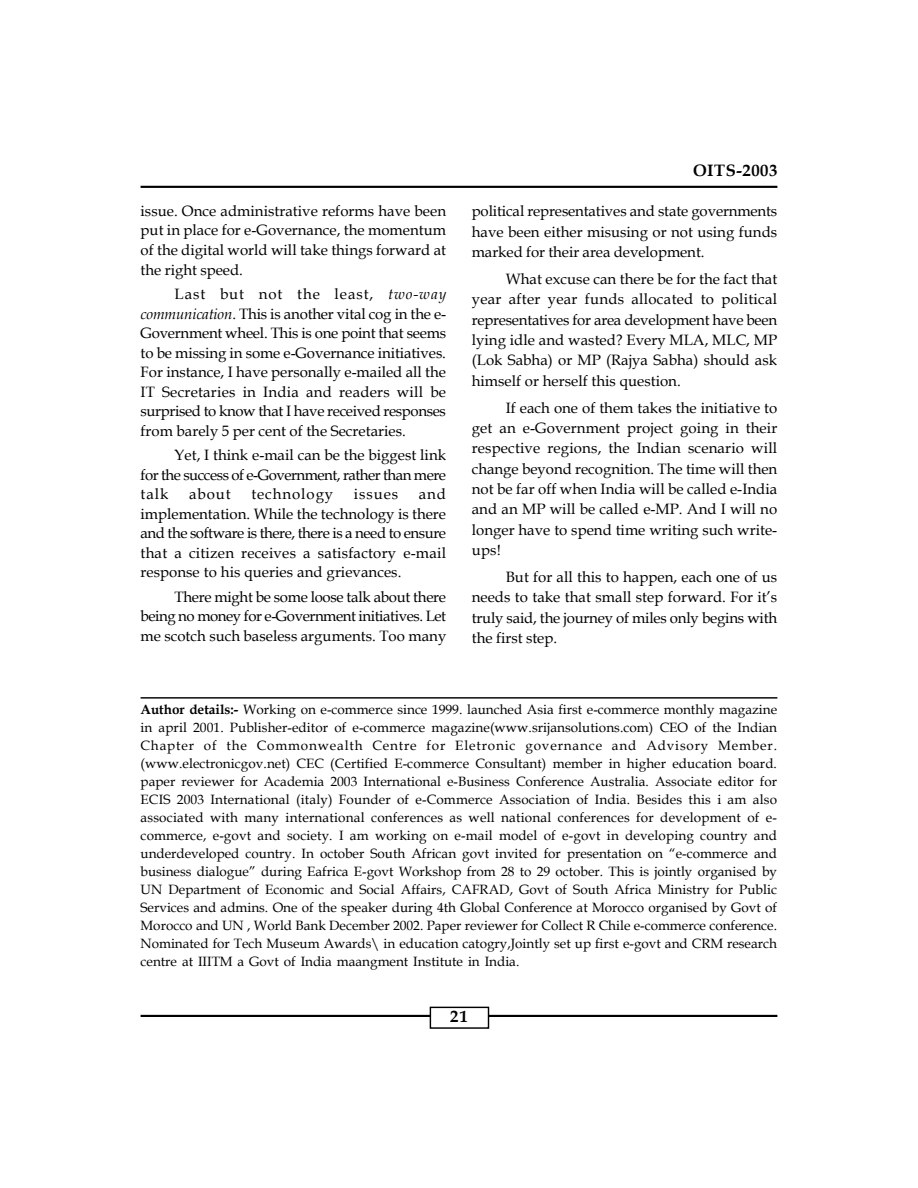 OITS-2003
issue. Once administrative reforms have been
put in place for e-Governance, the momentum
of the digital world will take things forward at
the right speed.
Last but not the least, two-way
communication. This is another vital cog in the e-
Government wheel. This is one point that seems
to be missing in some e-Governance initiatives.
For instance, I have personally e-mailed all the
IT Secretaries in India and readers will be
surprised to know that I have received responses
from barely 5 per cent of the Secretaries.
Yet, I think e-mail can be the biggest link
for the success of e-Government, rather than mere
talk about technology issues and
implementation. While the technology is there
and the software is there, there is a need to ensure
that a citizen receives a satisfactory e-mail
response to his queries and grievances.
There might be some loose talk about there
being no money for e-Government initiatives. Let
me scotch such baseless arguments. Too many
political representatives and state governments
have been either misusing or not using funds
marked for their area development.
What excuse can there be for the fact that
year after year funds allocated to political
representatives for area development have been
lying idle and wasted? Every MLA, MLC, MP
(Lok Sabha) or MP (Rajya Sabha) should ask
himself or herself this question.
If each one of them takes the initiative to
get an e-Government project going in their
respective regions, the Indian scenario will
change beyond recognition. The time will then
not be far off when India will be called e-India
and an MP will be called e-MP. And I will no
longer have to spend time writing such write-
ups!
But for all this to happen, each one of us
needs to take that small step forward. For it's
truly said, the journey of miles only begins with
the first step.
Author details:- Working on e-commerce since 1999. launched Asia first e-commerce monthly magazine
in april 2001. Publisher-editor of e-commerce magazine(www.srijansolutions.com) CEO of the Indian
Chapter of the Commonwealth Centre for Eletronic governance and Advisory Member.
(www.electronicgov.net) CEC (Certified E-commerce Consultant) member in higher education board.
paper reviewer for Academia 2003 International e-Business Conference Australia. Associate editor for
ECIS 2003 International (italy) Founder of e-Commerce Association of India. Besides this i am also
associated with many international conferences as well national conferences for development of e-
commerce, e-govt and society. I am working on e-mail model of e-govt in developing country and
underdeveloped country. In october South African govt invited for presentation on “e-commerce and
business dialogue” during Eafrica E-govt Workshop from 28 to 29 october. This is jointly organised by
UN Department of Economic and Social Affairs, CAFRAD, Govt of South Africa Ministry for Public
Services and admins. One of the speaker during 4th Global Conference at Morocco organised by Govt of
Morocco and UN , World Bank December 2002. Paper reviewer for Collect R Chile e-commerce conference.
Nominated for Tech Museum Awards\ in education catogry,Jointly set up first e-govt and CRM research
centre at IIITM a Govt of India maangment Institute in India.
21